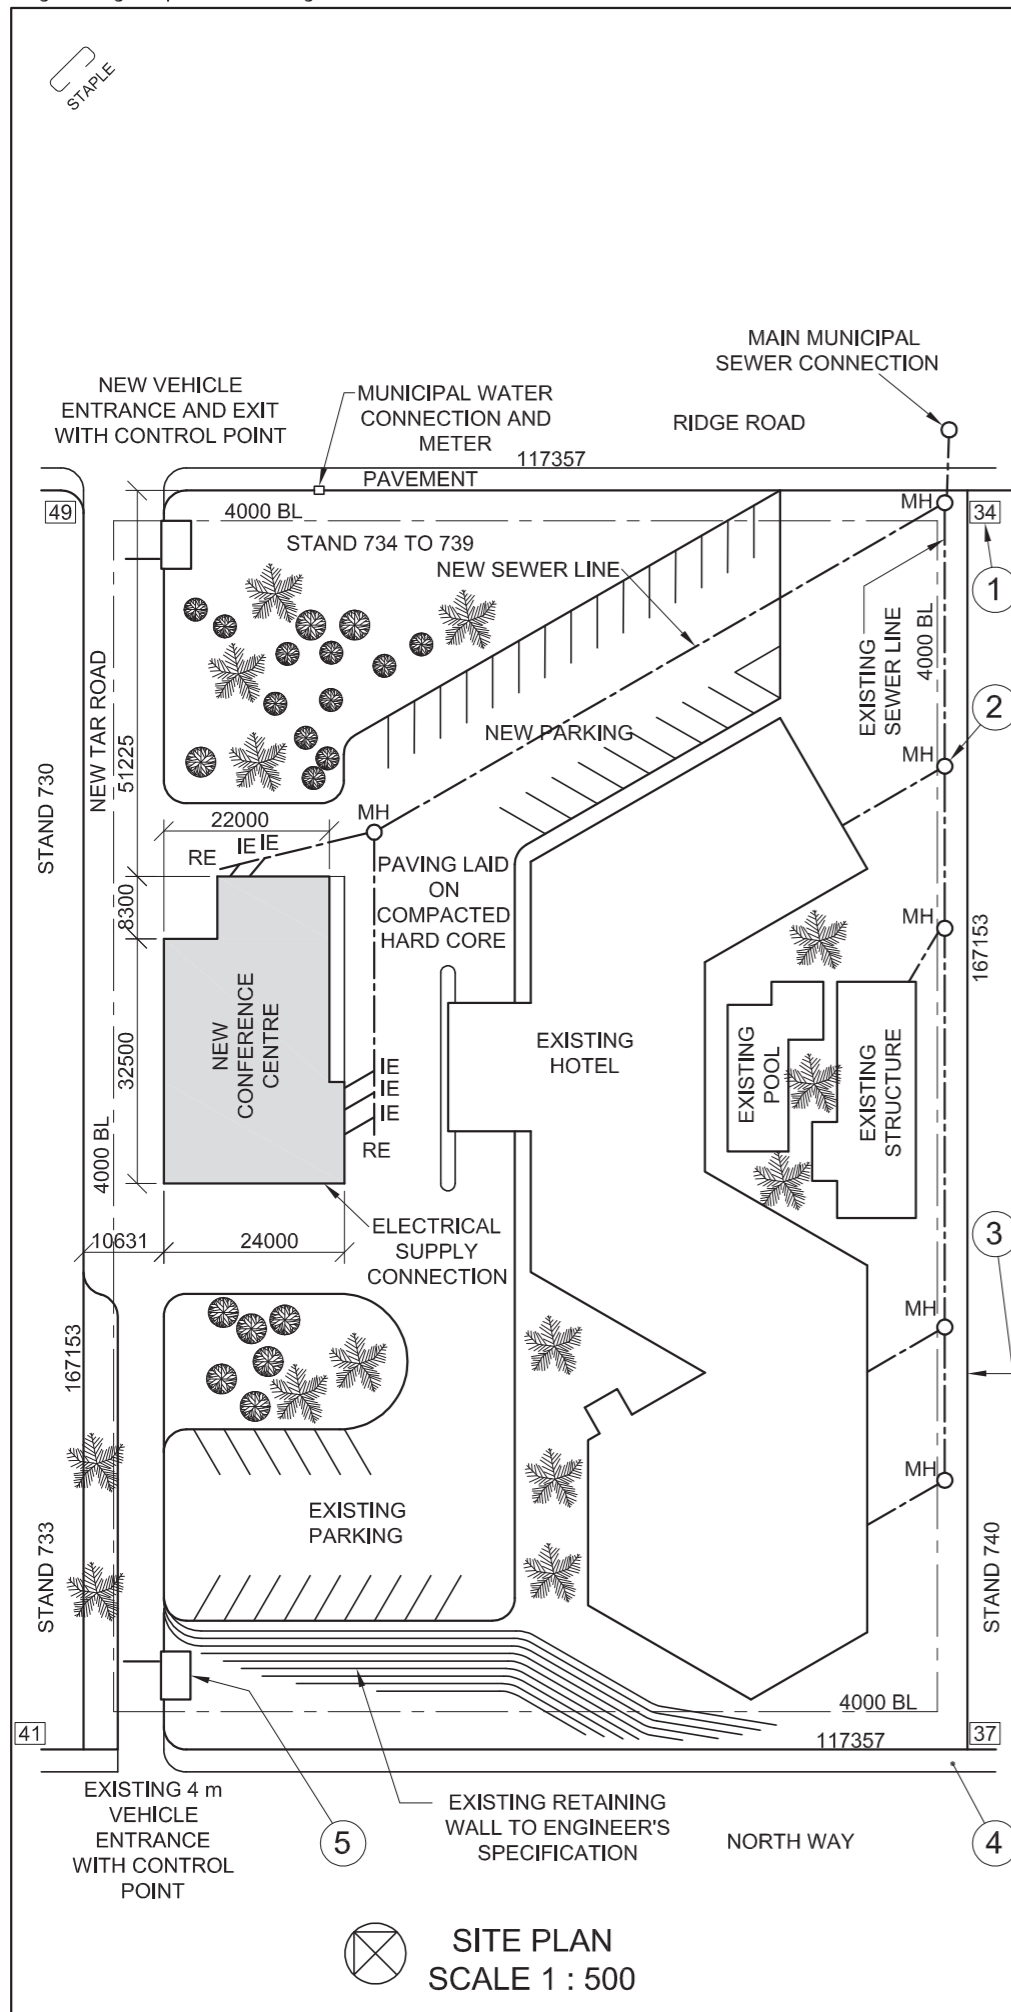 STAPLE
MAIN MUNICIPAL
SEWER CONNECTION
NEW VEHICLE
ENTRANCE AND EXIT
WITH CONTROL POINT
MUNICIPAL WATER
CONNECTION AND
METER
RIDGE ROAD
117357
PAVEMENT
49
4000 BL
MH
34
STAND 734 TO 739
NEW SEWER LINE
1
EXISTING
SEWER LINE
4000 BL
NEW TAR ROAD
2
NEW PARKING
MH
STAND 730
51225
22000
MH
RE
IE
IE
PAVING LAID
ON
COMPACTED
HARD CORE
8300
MH
167153
NEW
CONFERENCE
CENTRE
32500
EXISTING
HOTEL
EXISTING
POOL
EXISTING
STRUCTURE
IE
IE
IE
RE
4000 BL
10631
24000
ELECTRICAL
SUPPLY
CONNECTION
3
MH
167153
MH
EXISTING
PARKING
STAND 733
STAND 740
4000 BL
41
117357
37
EXISTING 4 m
VEHICLE
ENTRANCE
WITH CONTROL
POINT
5
EXISTING RETAINING
WALL TO ENGINEER'S
SPECIFICATION
NORTH WAY
4
SITE PLAN
SCALE 1 : 500